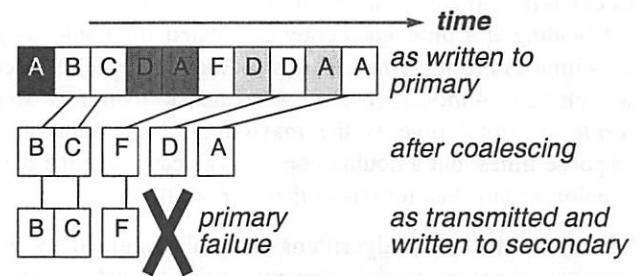 time
A B C D A F D D A A as written to
primary
B C F D A after coalescing
B C F primary as transmitted and
failure written to secondary